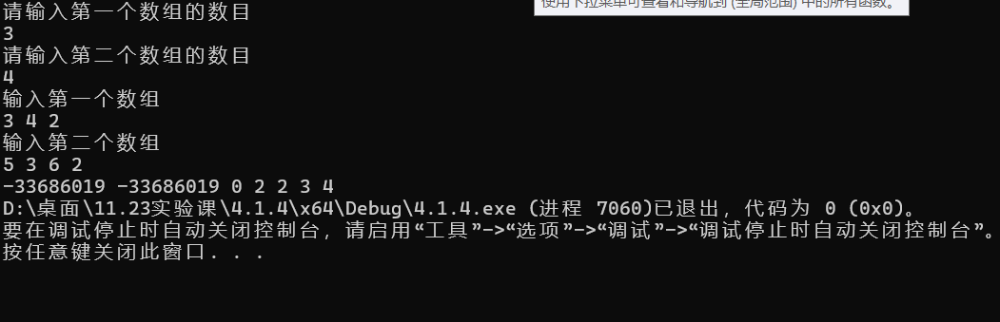 请输入第一个数组的数目
使用下拉菜单可查看和导航到 (全局范围) 中的所有函数。
3
请输入第二个数组的数目
4
输入第一个数组
3 4 2
输入第二个数组
5 3 6 2
-33686019 -33686019 0 2 2 3 4
D:\桌面\11.23实验课\4.1.4\x64\Debug\4.1.4.exe (进程 7060)已退出，代码为 0 (0x0)。
要在调试停止时自动关闭控制台，请启用“工具”->“选项”->“调试”->“调试停止时自动关闭控制台”。
按任意键关闭此窗口. . .